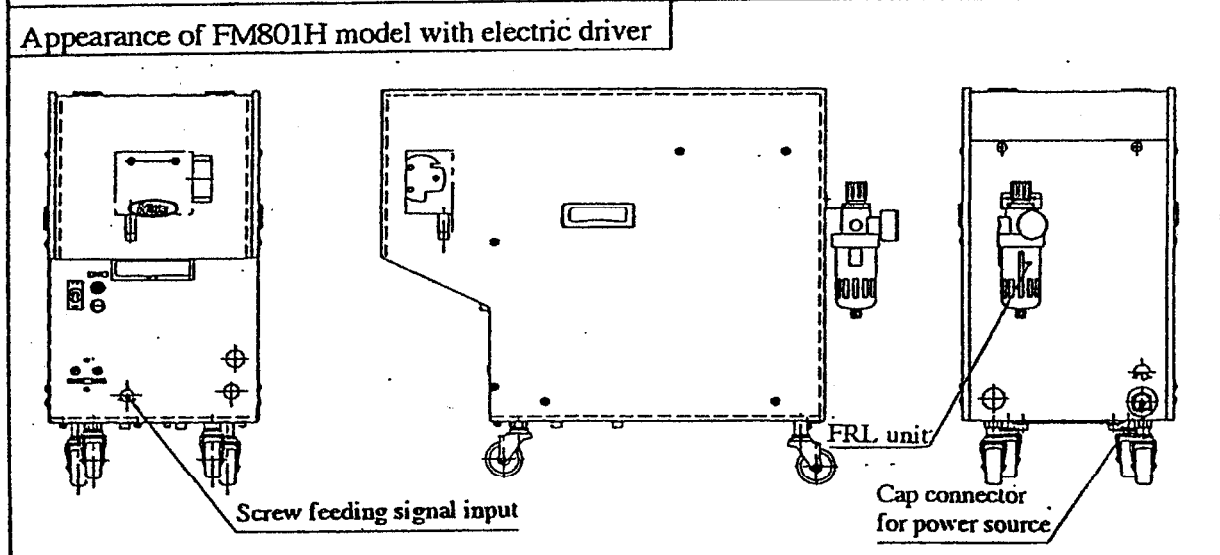 Appearance of FM801H model with electric driver
FRL unit
Screw feeding signal input
Cap connector
for power source